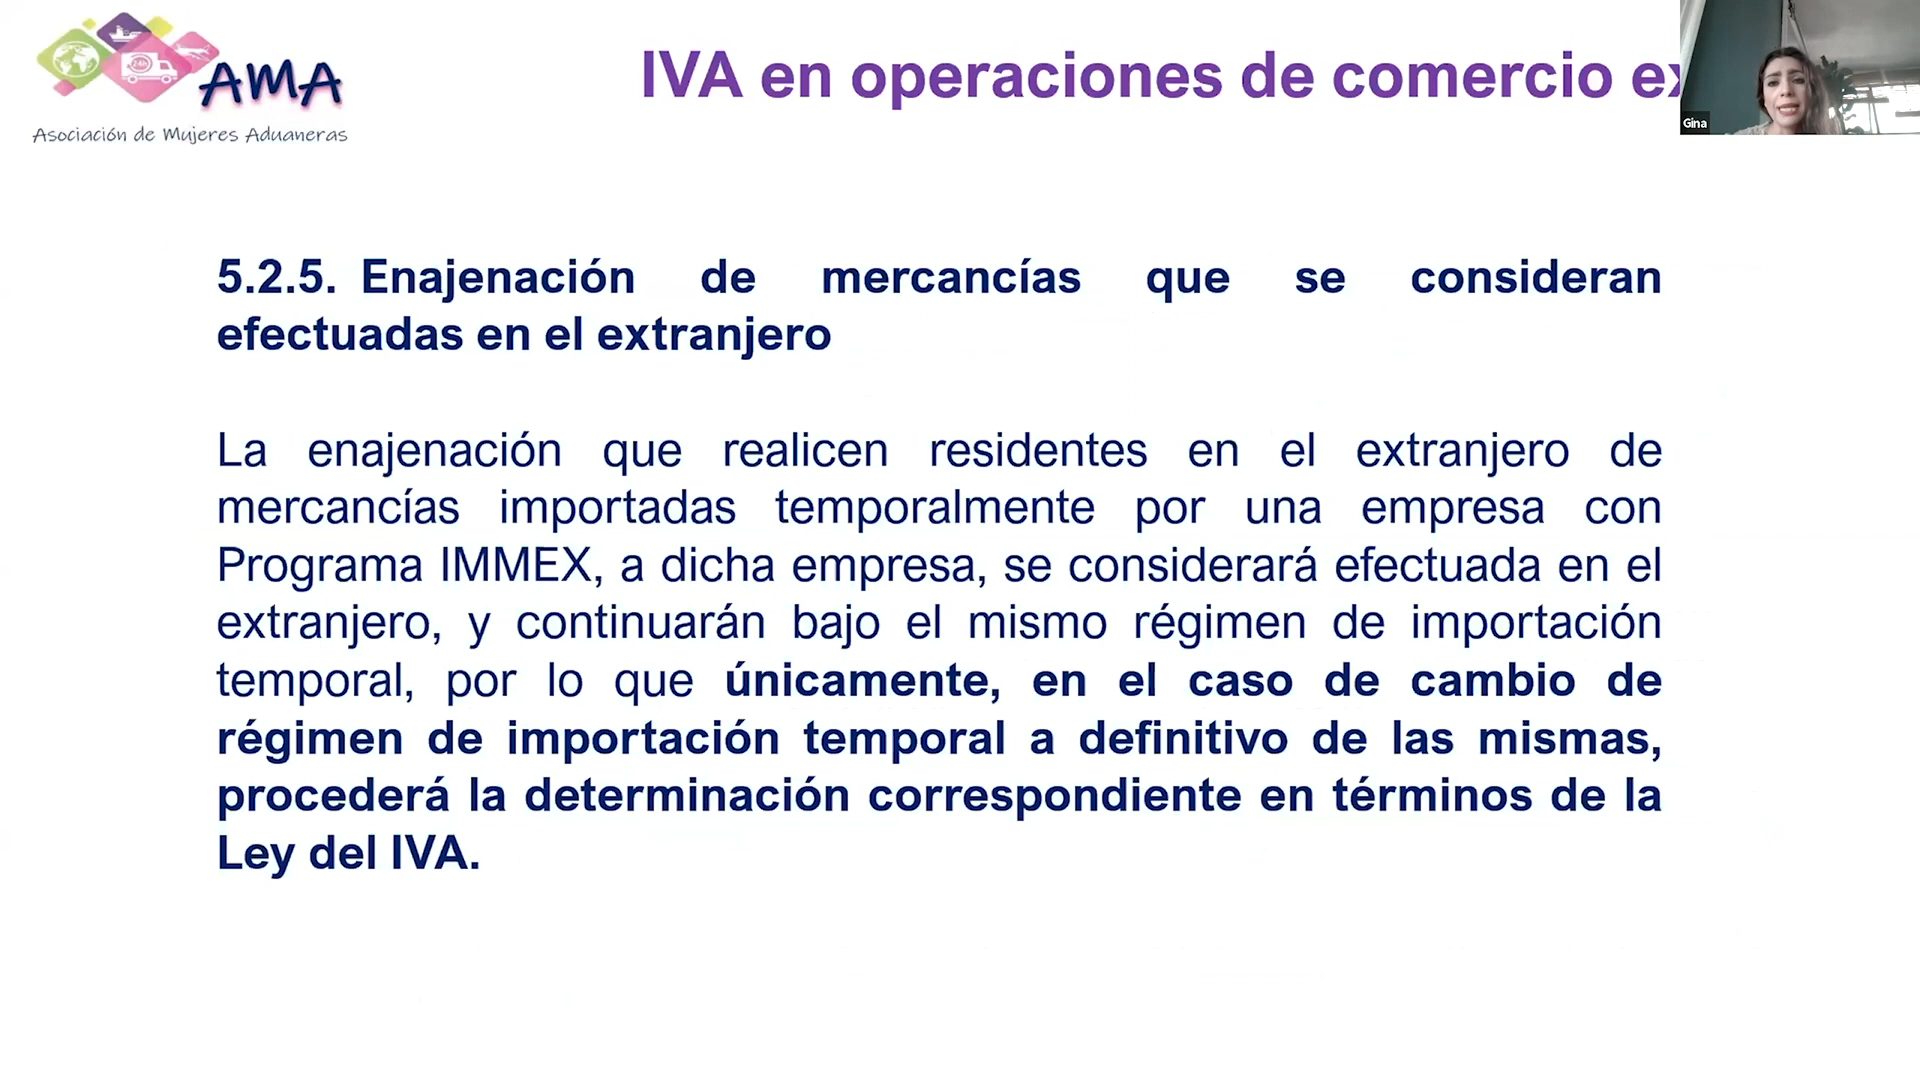 AMA
Asociación de Mujeres Aduaneras
IVA en operaciones de comercio ex
Gina
5.2.5. Enajenación de mercancías que se consideran
efectuadas en el extranjero
La enajenación que realicen residentes en el extranjero de
mercancías importadas temporalmente por una empresa con
Programa IMMEX, a dicha empresa, se considerará efectuada en el
extranjero, y continuarán bajo el mismo régimen de importación
temporal, por lo que únicamente, en el caso de cambio de
régimen de importación temporal a definitivo de las mismas,
procederá la determinación correspondiente en términos de la
Ley del IVA.